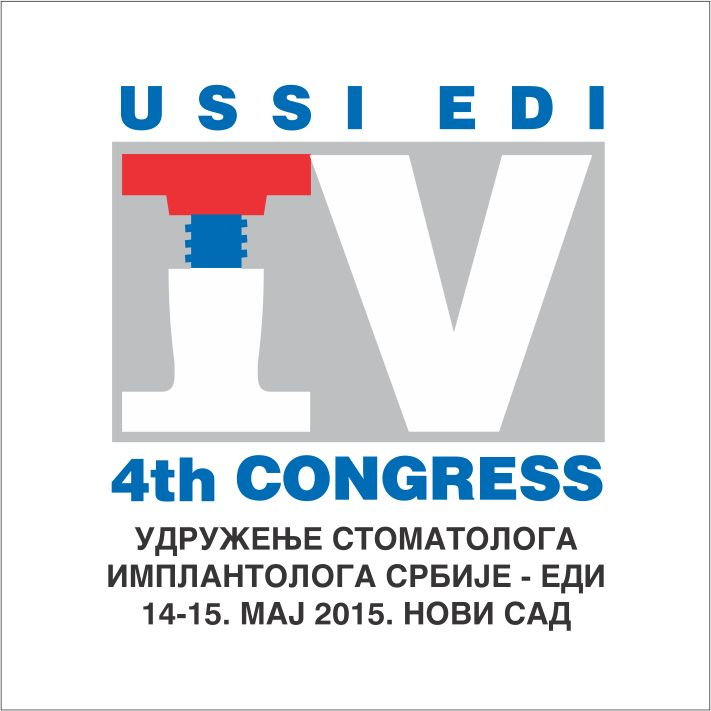 USSI EDI
IV
4th CONGRESS
УДРУЖЕЊЕ СТОМАТОЛОГА
ИМПЛАНТОЛОГА СРБИЈЕ - ЕДИ
14-15. МАЈ 2015. НОВИ САД